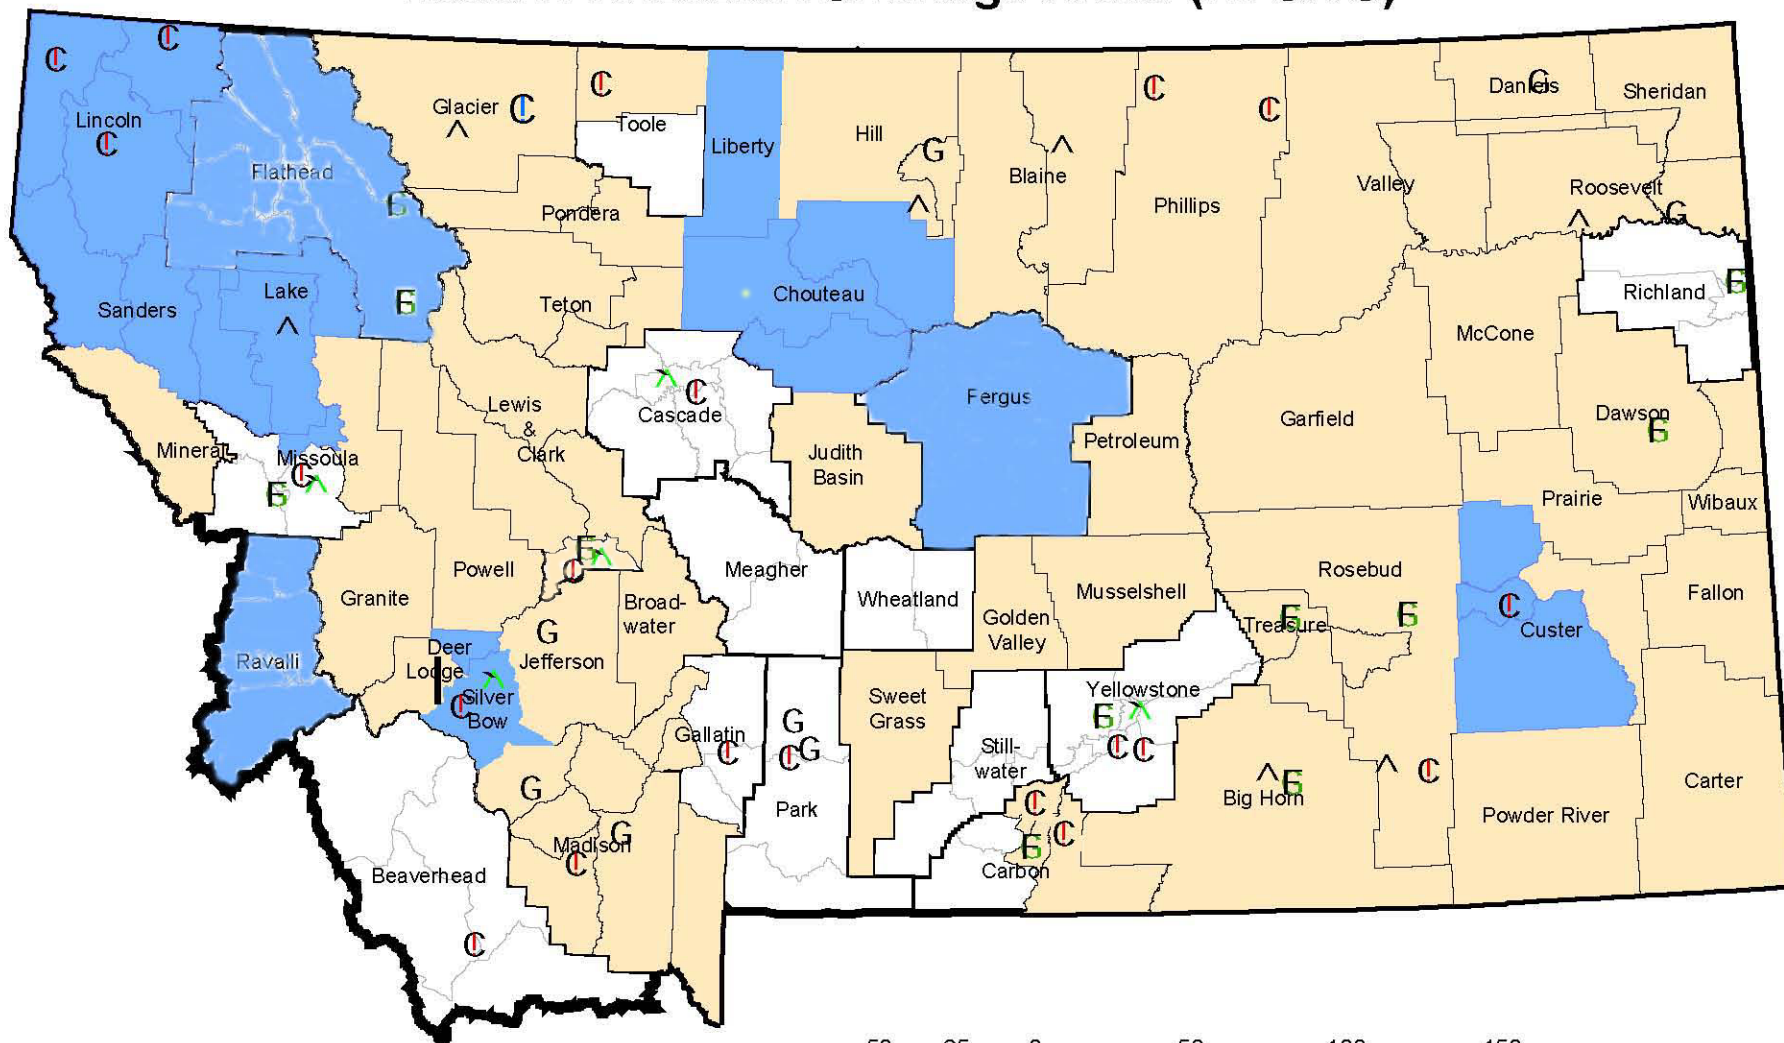 Lincoln
Flathead
Glacier
Toole
Liberty
Hill
Blaine
Phillips
Valley
Daniels
Sheridan
Roosevelt
Pondera
Teton
Chouteau
Richland
Sanders
Lake
McCone
Dawson
Lewis
&
Clark
Cascade
Fergus
Judith
Basin
Petroleum
Garfield
Mineral
Missoula
Prairie
Wibaux
Powell
Meagher
Wheatland
Golden
Valley
Musselshell
Rosebud
Treasure
Custer
Fallon
Granite
Broad-
water
Ravalli
Deer
Lodge
Silver
Bow
Jefferson
Gallatin
Park
Sweet
Grass
Still-
water
Yellowstone
Big Horn
Powder River
Carter
Carbon
Madison
Beaverhead